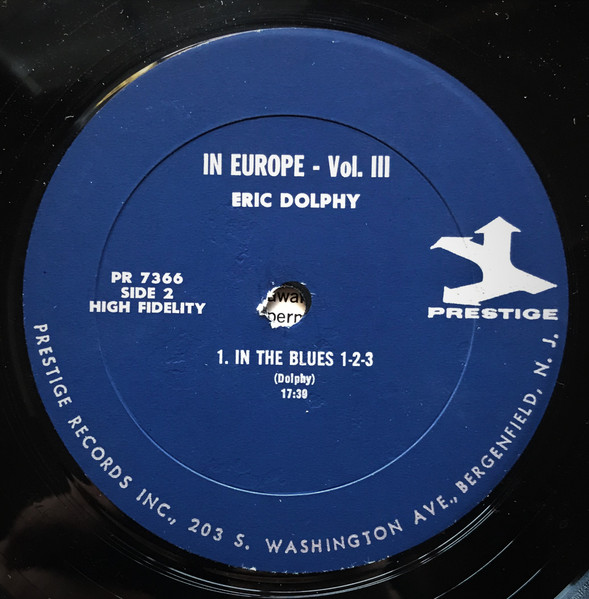 IN EUROPE - Vol. III
ERIC DOLPHY
PR 7366
SIDE 2
HIGH FIDELITY
PRESTIGE
1. IN THE BLUES 1-2-3
(Dolphy)
17:39
PRESTIGE RECORDS INC., 203 S. WASHINGTON AVE., BERGENFIELD, N. J.